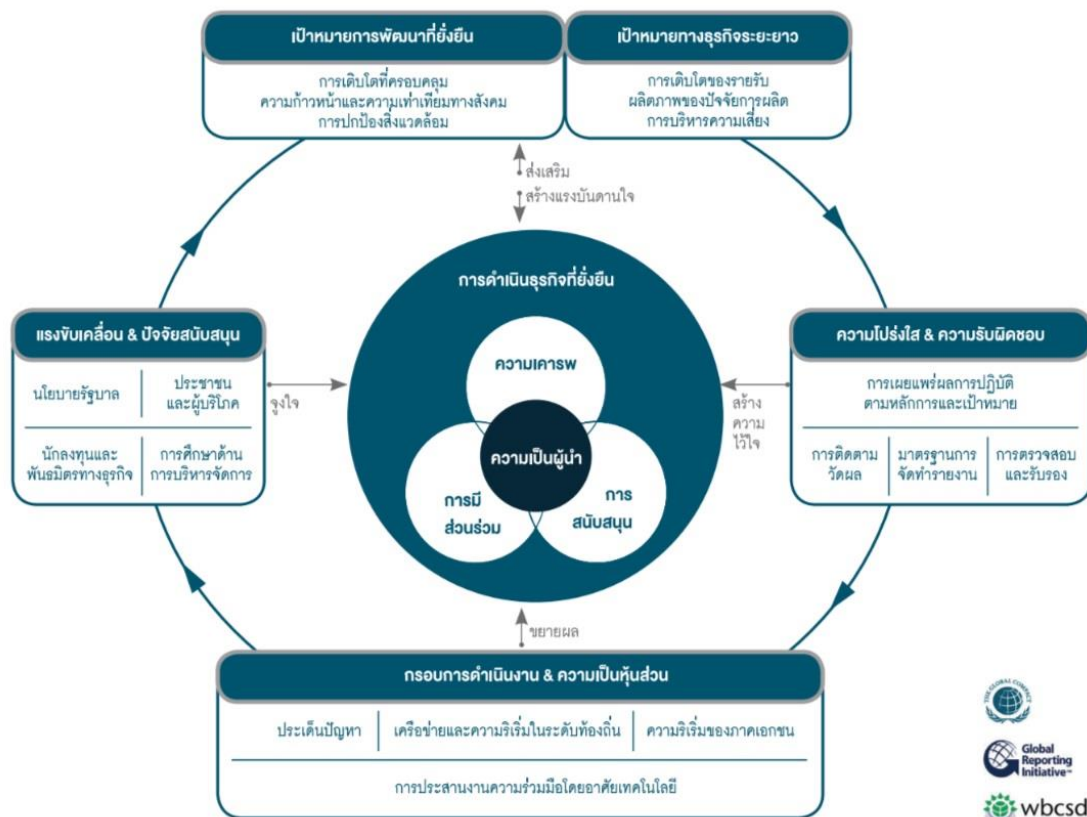 เป้าหมายการพัฒนาที่ยั่งยืน
การเติบโตที่ครอบคลุม
ความก้าวหน้าและความเท่าเทียมทางสังคม
การปกป้องสิ่งแวดล้อม
เป้าหมายทางธุรกิจระยะยาว
การเติบโตของรายรับ
ผลิตภาพของปัจจัยการผลิต
การบริหารความเสี่ยง
ส่งเสริม
สร้างแรงบันดานใจ
การดำเนินธุรกิจที่ยั่งยืน
ความเคารพ
ความเป็นผู้นำ
การมี
ส่วนร่วม
การ
สนับสนุน
แรงขับเคลื่อน & ปัจจัยสนับสนุน
นโยบายรัฐบาล
ประชาชน
และผู้บริโภค
นักลงทุนและ
พันธมิตรทางธุรกิจ
การศึกษาด้าน
การบริหารจัดการ
จูงใจ
ความโปร่งใส & ความรับผิดชอบ
การเผยแพร่ผลการปฏิบัติ
ตามหลักการและเป้าหมาย
การติดตาม
วัดผล
มาตรฐานการ
จัดทำรายงาน
การตรวจสอบ
และรับรอง
สร้าง
ความ
ไว้ใจ
ขยายผล
กรอบการดำเนินงาน & ความเป็นหุ้นส่วน
ประเด็นปัญหา
เครือข่ายและความริเริ่มในระดับท้องถิ่น
ความริเริ่มของภาคเอกชน
การประสานงานความร่วมมือโดยอาศัยเทคโนโลยี
THE GLOBAL COMPACT
Global
Reporting
Initiative™
wbcsd